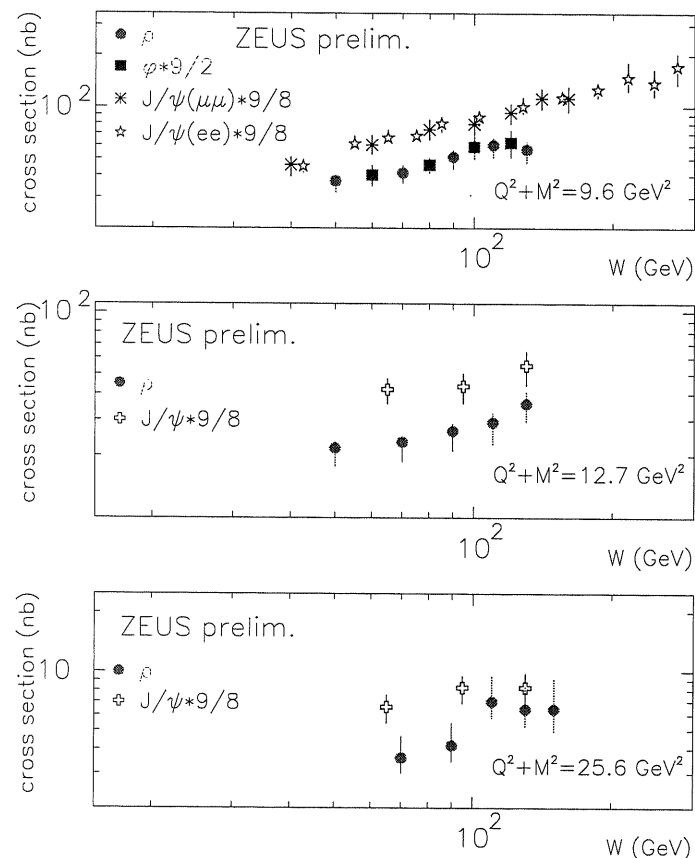 ZEUS prelim.
ρ
φ*9/2
J/ψ(μμ)*9/8
J/ψ(ee)*9/8
10²
cross section (nb)
Q²+M²=9.6 GeV²
10²
W (GeV)
10²
ZEUS prelim.
ρ
J/ψ*9/8
cross section (nb)
Q²+M²=12.7 GeV²
10²
W (GeV)
ZEUS prelim.
10
ρ
J/ψ*9/8
cross section (nb)
Q²+M²=25.6 GeV²
10²
W (GeV)